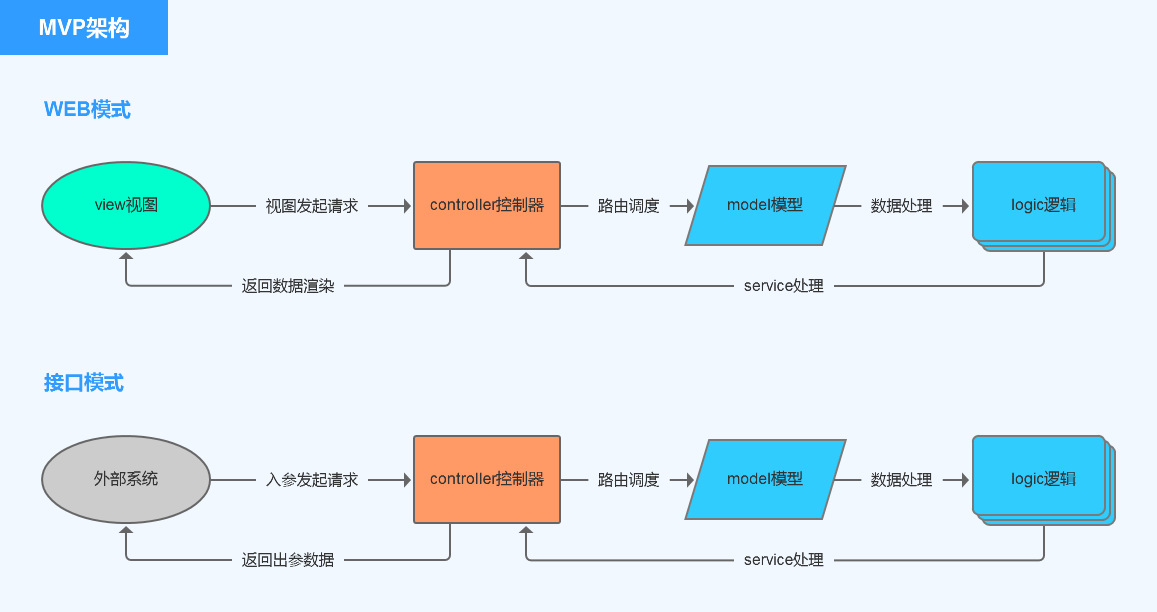 MVP架构
WEB模式
view视图
视图发起请求
controller控制器
路由调度
model模型
数据处理
logic逻辑
返回数据渲染
service处理
接口模式
外部系统
入参发起请求
controller控制器
路由调度
model模型
数据处理
logic逻辑
返回出参数据
service处理